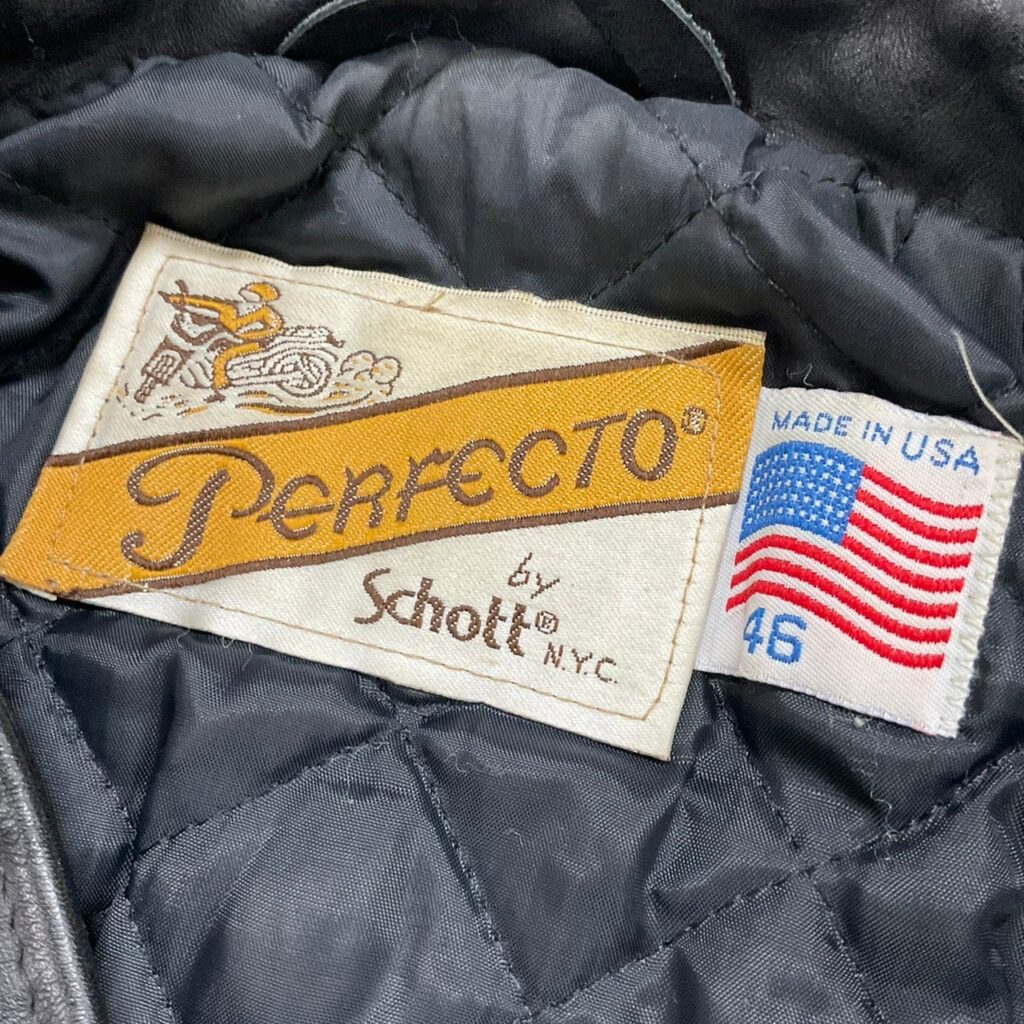 PERFECTO®
by
Schott®
N.Y.C.
MADE IN USA
46